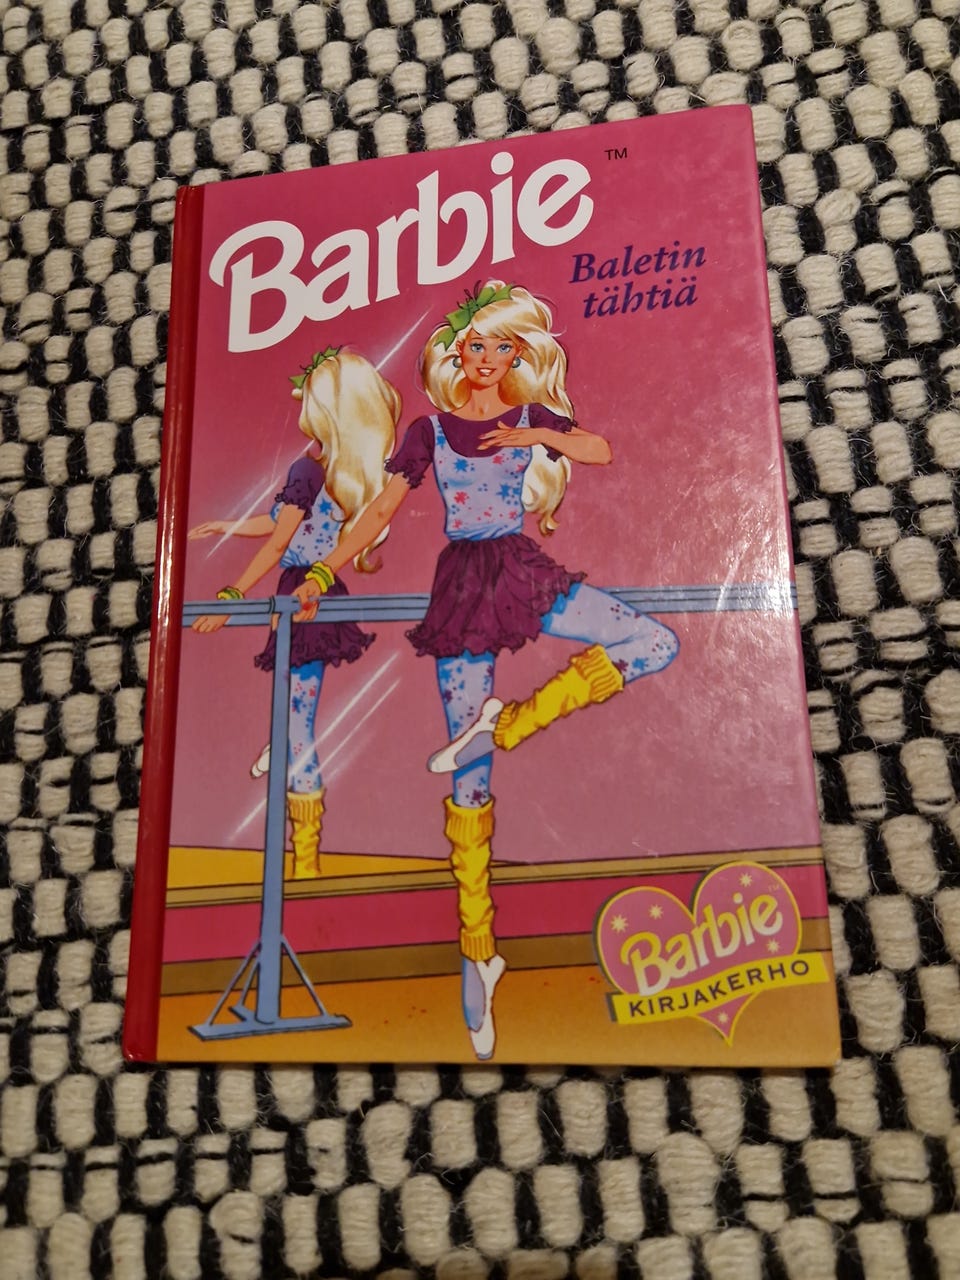 Barbie™
Baletin
tähtiä
Barbie™
KIRJAKERHO